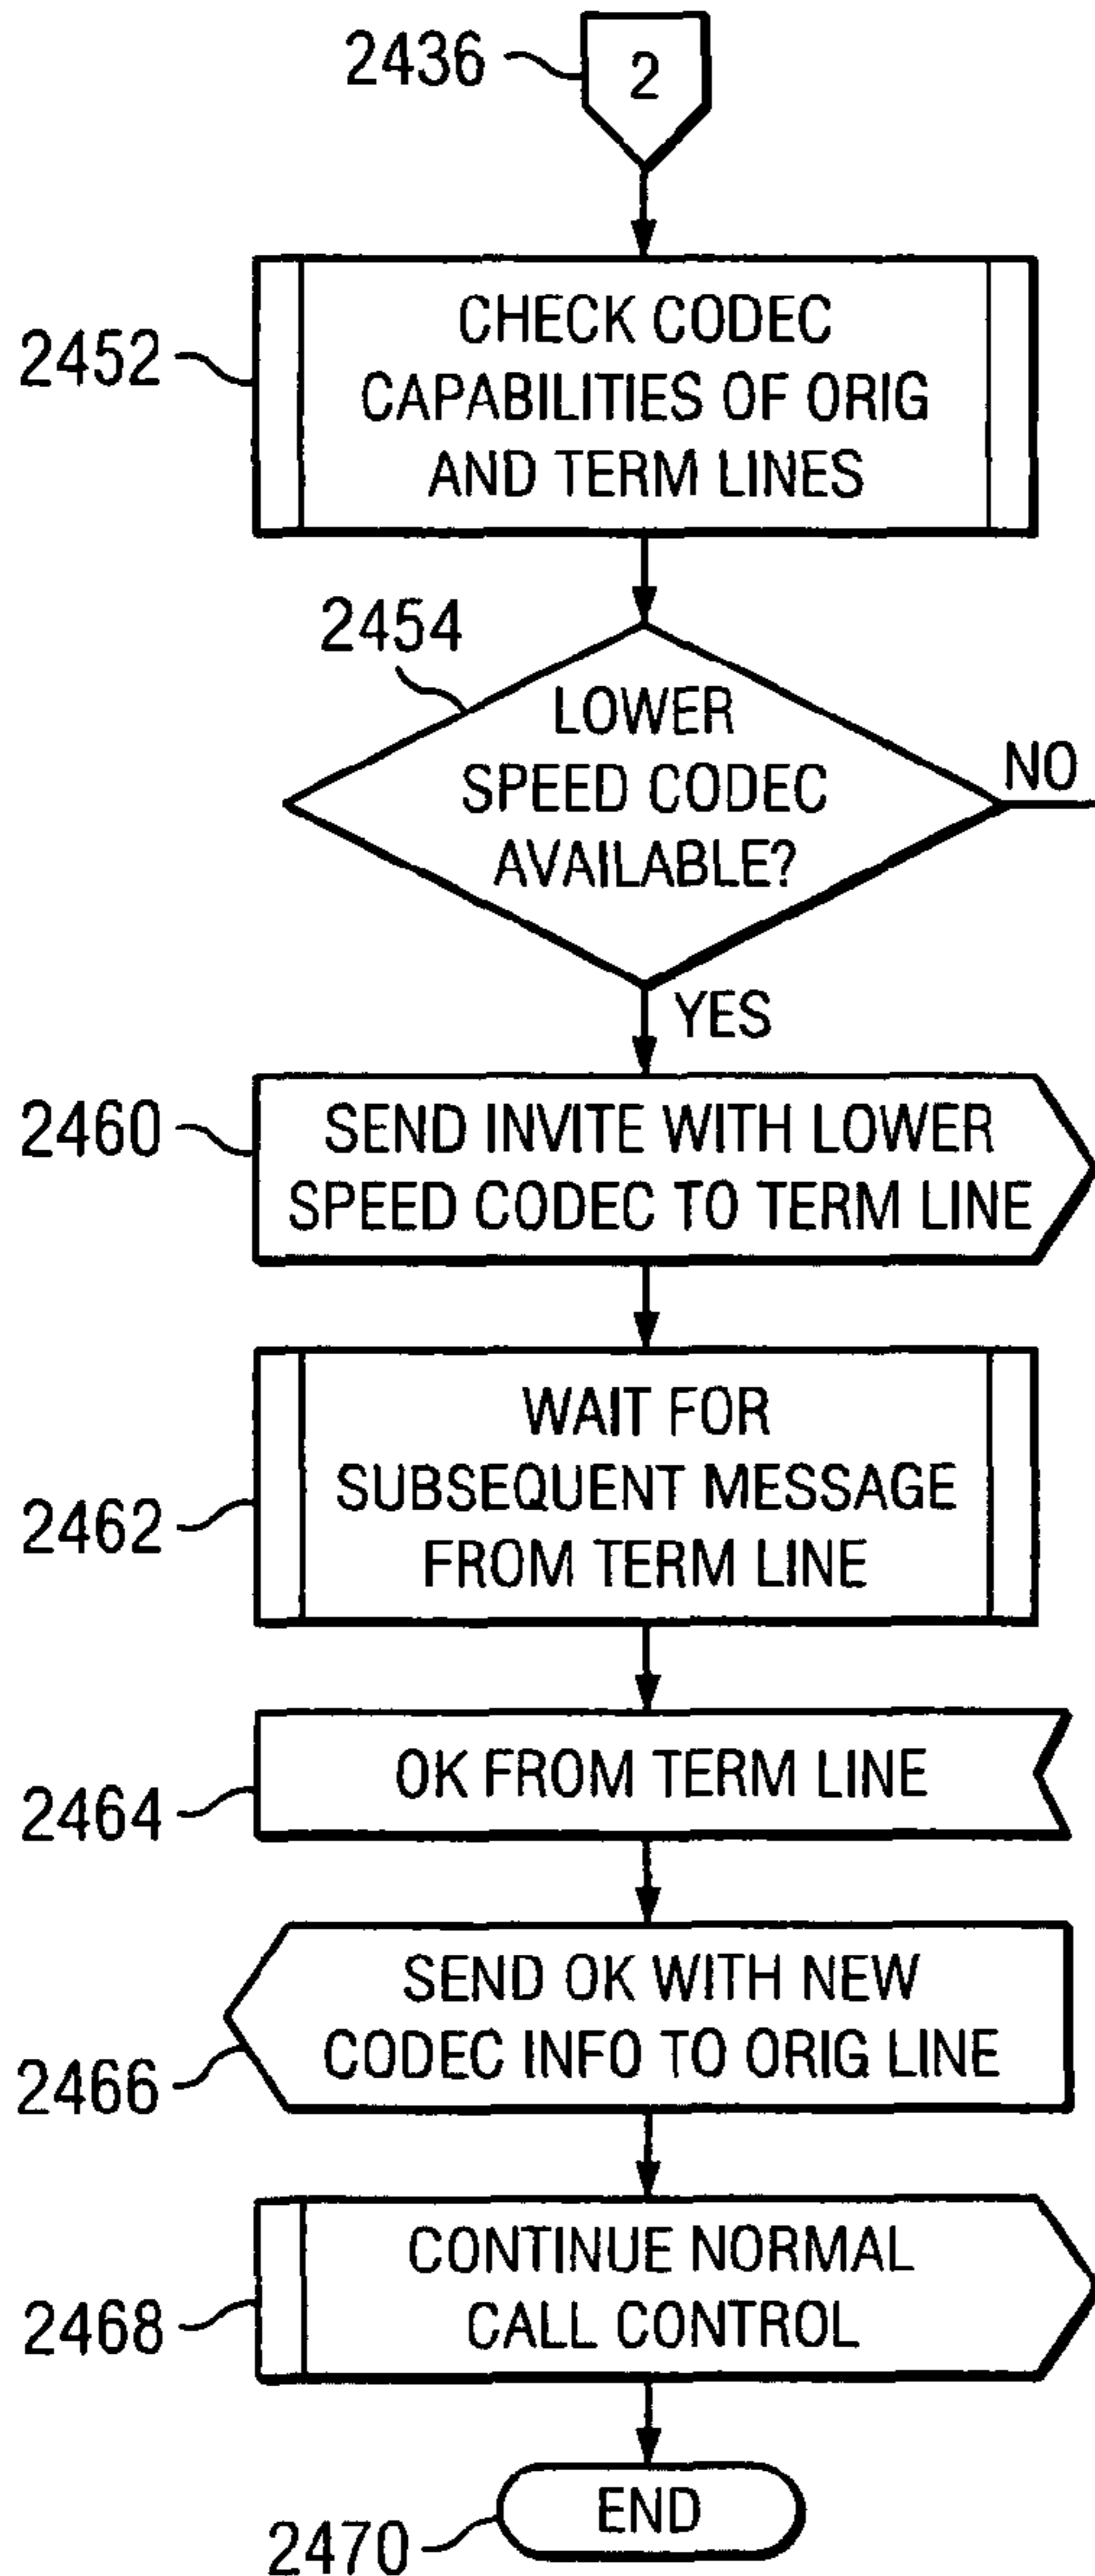 2436
2
2452
CHECK CODEC
CAPABILITIES OF ORIG
AND TERM LINES
2454
LOWER
SPEED CODEC
AVAILABLE?
NO
YES
2460
SEND INVITE WITH LOWER
SPEED CODEC TO TERM LINE
2462
WAIT FOR
SUBSEQUENT MESSAGE
FROM TERM LINE
2464
OK FROM TERM LINE
2466
SEND OK WITH NEW
CODEC INFO TO ORIG LINE
2468
CONTINUE NORMAL
CALL CONTROL
2470
END